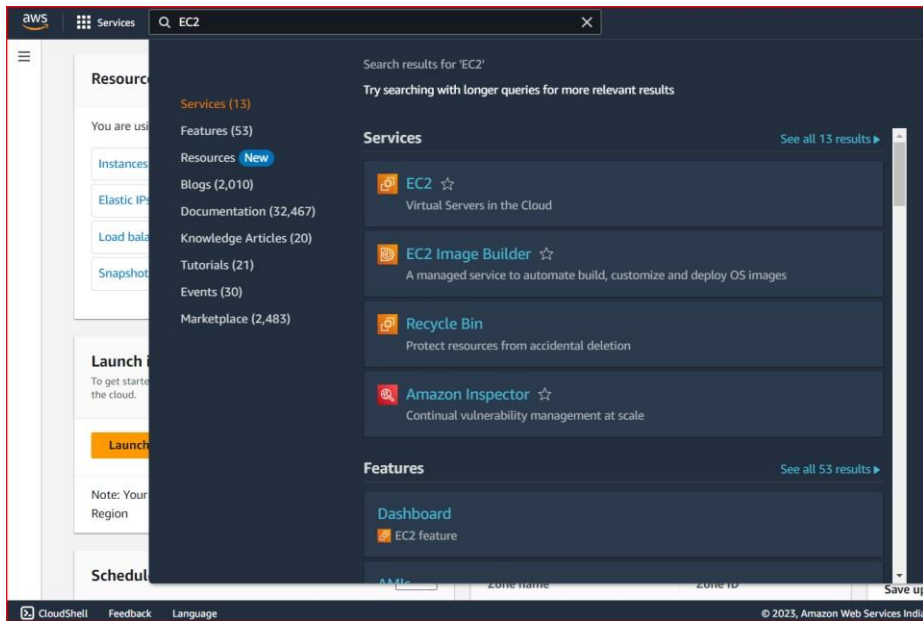 aws
Services
EC2
Resourc
You are usi
Instances
Elastic IPs
Load bala
Snapshot
Launch i
To get starte
the cloud.
Launch
Note: Your
Region
Schedul
Services (13)
Features (53)
Resources New
Blogs (2,010)
Documentation (32,467)
Knowledge Articles (20)
Tutorials (21)
Events (30)
Marketplace (2,483)
Search results for 'EC2'
Try searching with longer queries for more relevant results
Services
See all 13 results
EC2
Virtual Servers in the Cloud
EC2 Image Builder
A managed service to automate build, customize and deploy OS images
Recycle Bin
Protect resources from accidental deletion
Amazon Inspector
Continual vulnerability management at scale
Features
See all 53 results
Dashboard
EC2 feature
AMIs
Zone name
Zone ID
Save up
CloudShell Feedback Language
© 2023, Amazon Web Services India